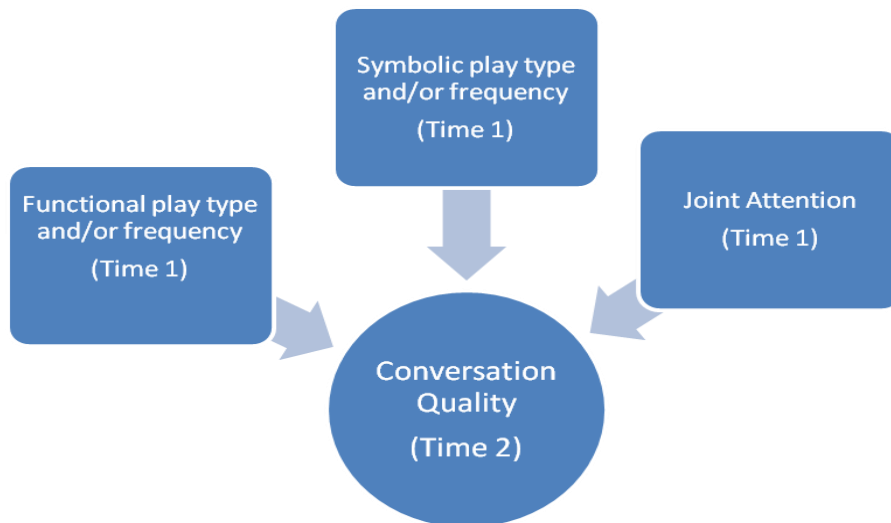 Symbolic play type
and/or frequency
(Time 1)
Functional play type
and/or frequency
(Time 1)
Joint Attention
(Time 1)
Conversation
Quality
(Time 2)